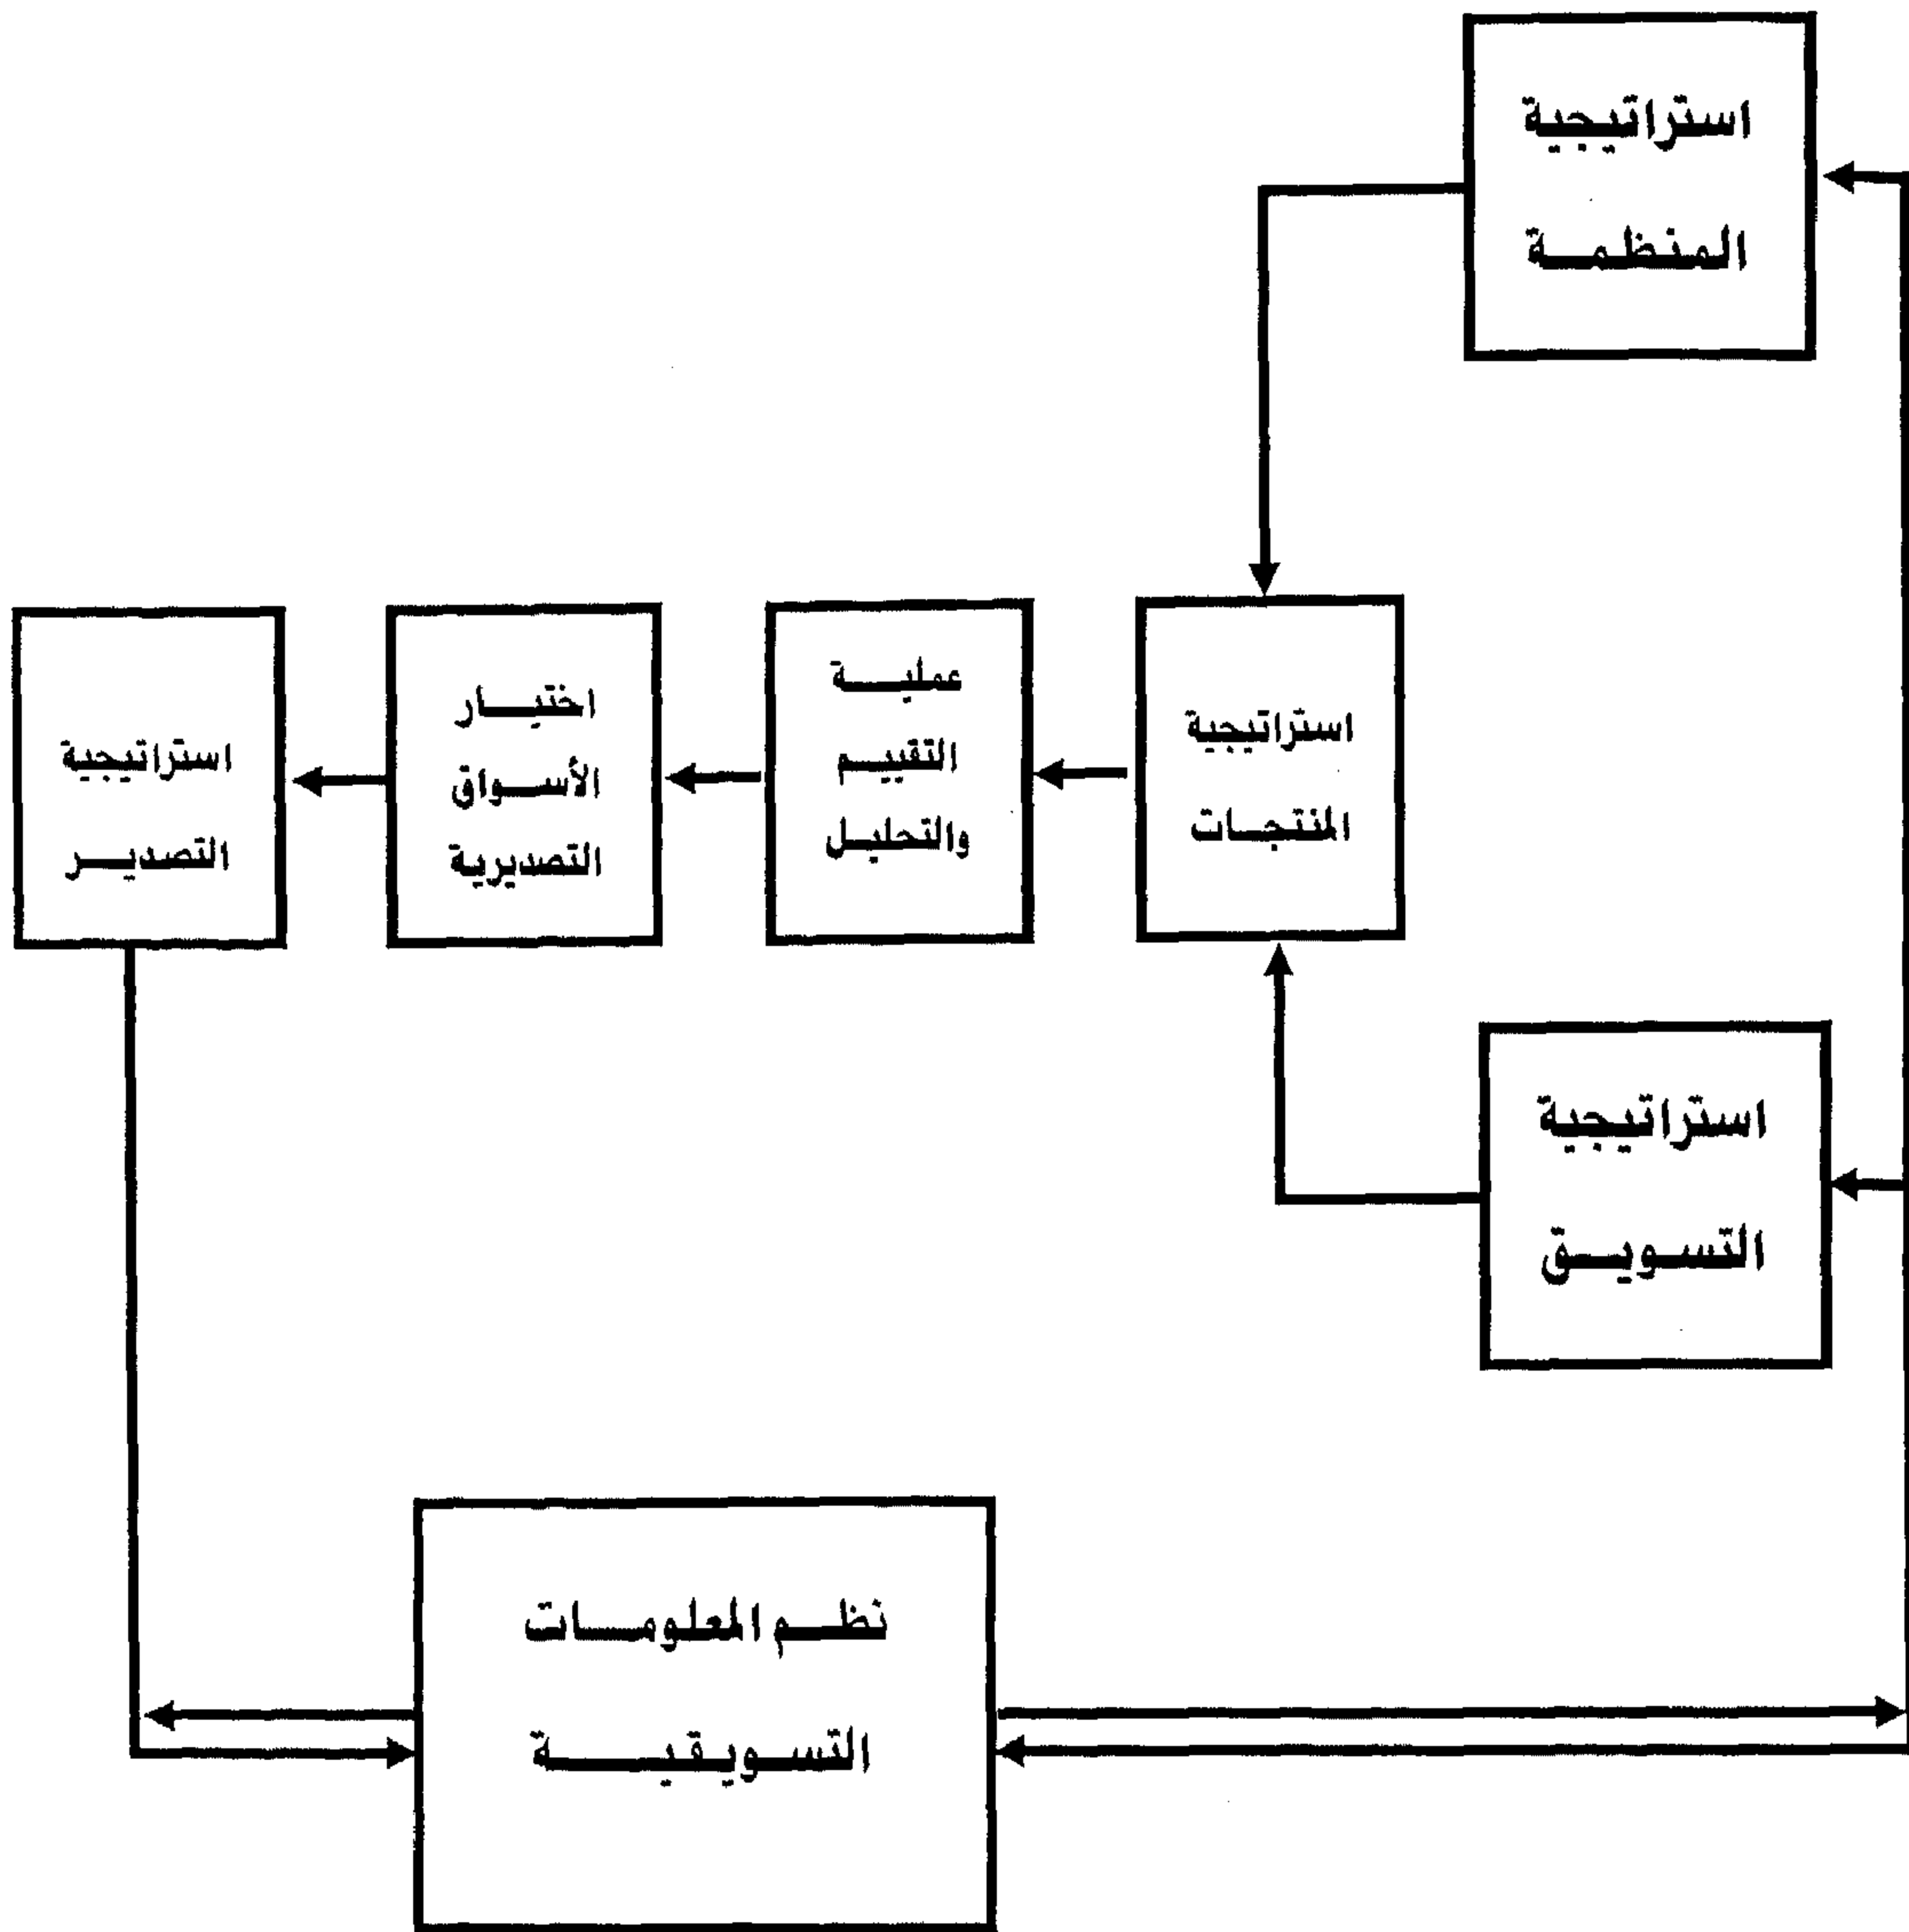 استراتيجية
المنظمة
استراتيجية
المنتجات
عملية
التقييم
والتحليل
اختيار
الأسواق
التصديرية
استراتيجية
التصدير
استراتيجية
التسويق
نظم المعلومات
التسويقية